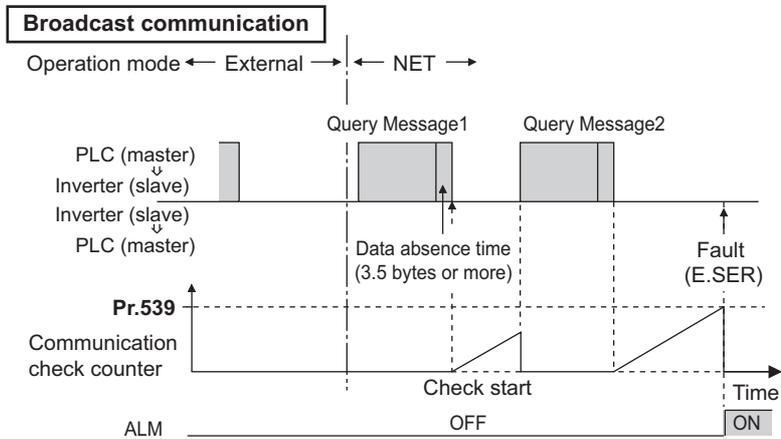 Broadcast communication
Operation mode External NET
Query Message1 Query Message2
PLC (master)
Inverter (slave)
Inverter (slave)
PLC (master)
Data absence time
(3.5 bytes or more)
Fault
(E.SER)
Pr.539
Communication
check counter
Check start
Time
ALM OFF ON